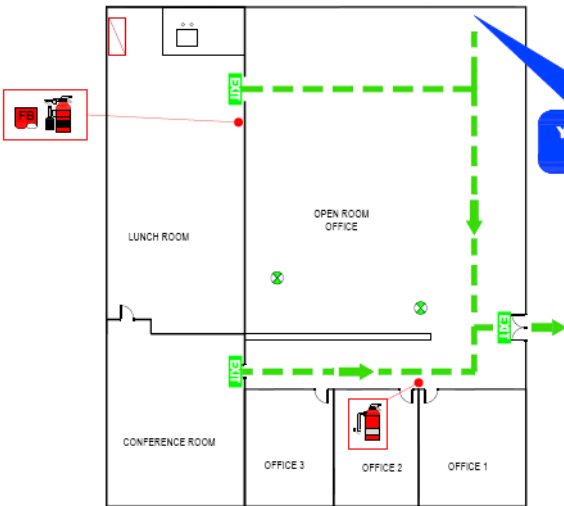 EXIT
FB
OPEN ROOM
OFFICE
LUNCH ROOM
EXIT
EXIT
CONFERENCE ROOM
OFFICE 3
OFFICE 2
OFFICE 1